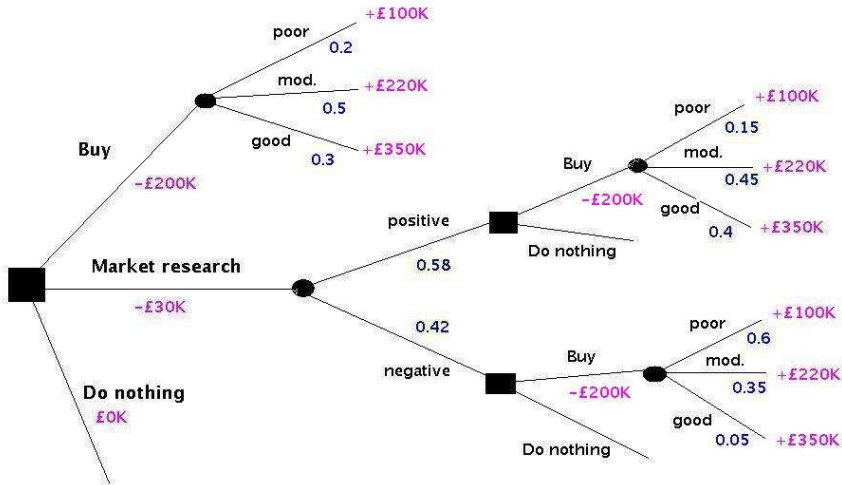 +£100K
poor
0.2
mod.
+£220K
0.5
good
+£350K
0.3
Buy
−£200K
+£100K
poor
0.15
mod.
Buy
+£220K
0.45
−£200K
good
positive
0.4
+£350K
Do nothing
Market research
0.58
−£30K
0.42
+£100K
poor
0.6
Buy
mod.
negative
+£220K
Do nothing
−£200K
0.35
£0K
good
0.05
+£350K
Do nothing